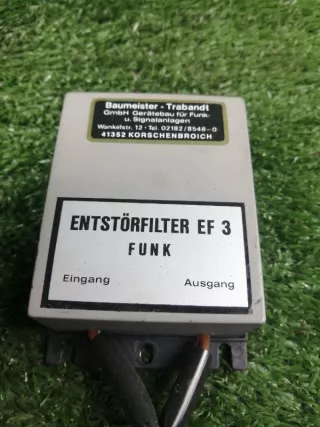 Baumeister - Trabandt
GmbH Gerätebau für Funk-
u. Signalanlagen
Wankelstr. 12 · Tel. 02182/8548-0
41352 KORSCHENBROICH
ENTSTÖRFILTER EF 3
FUNK
Eingang Ausgang